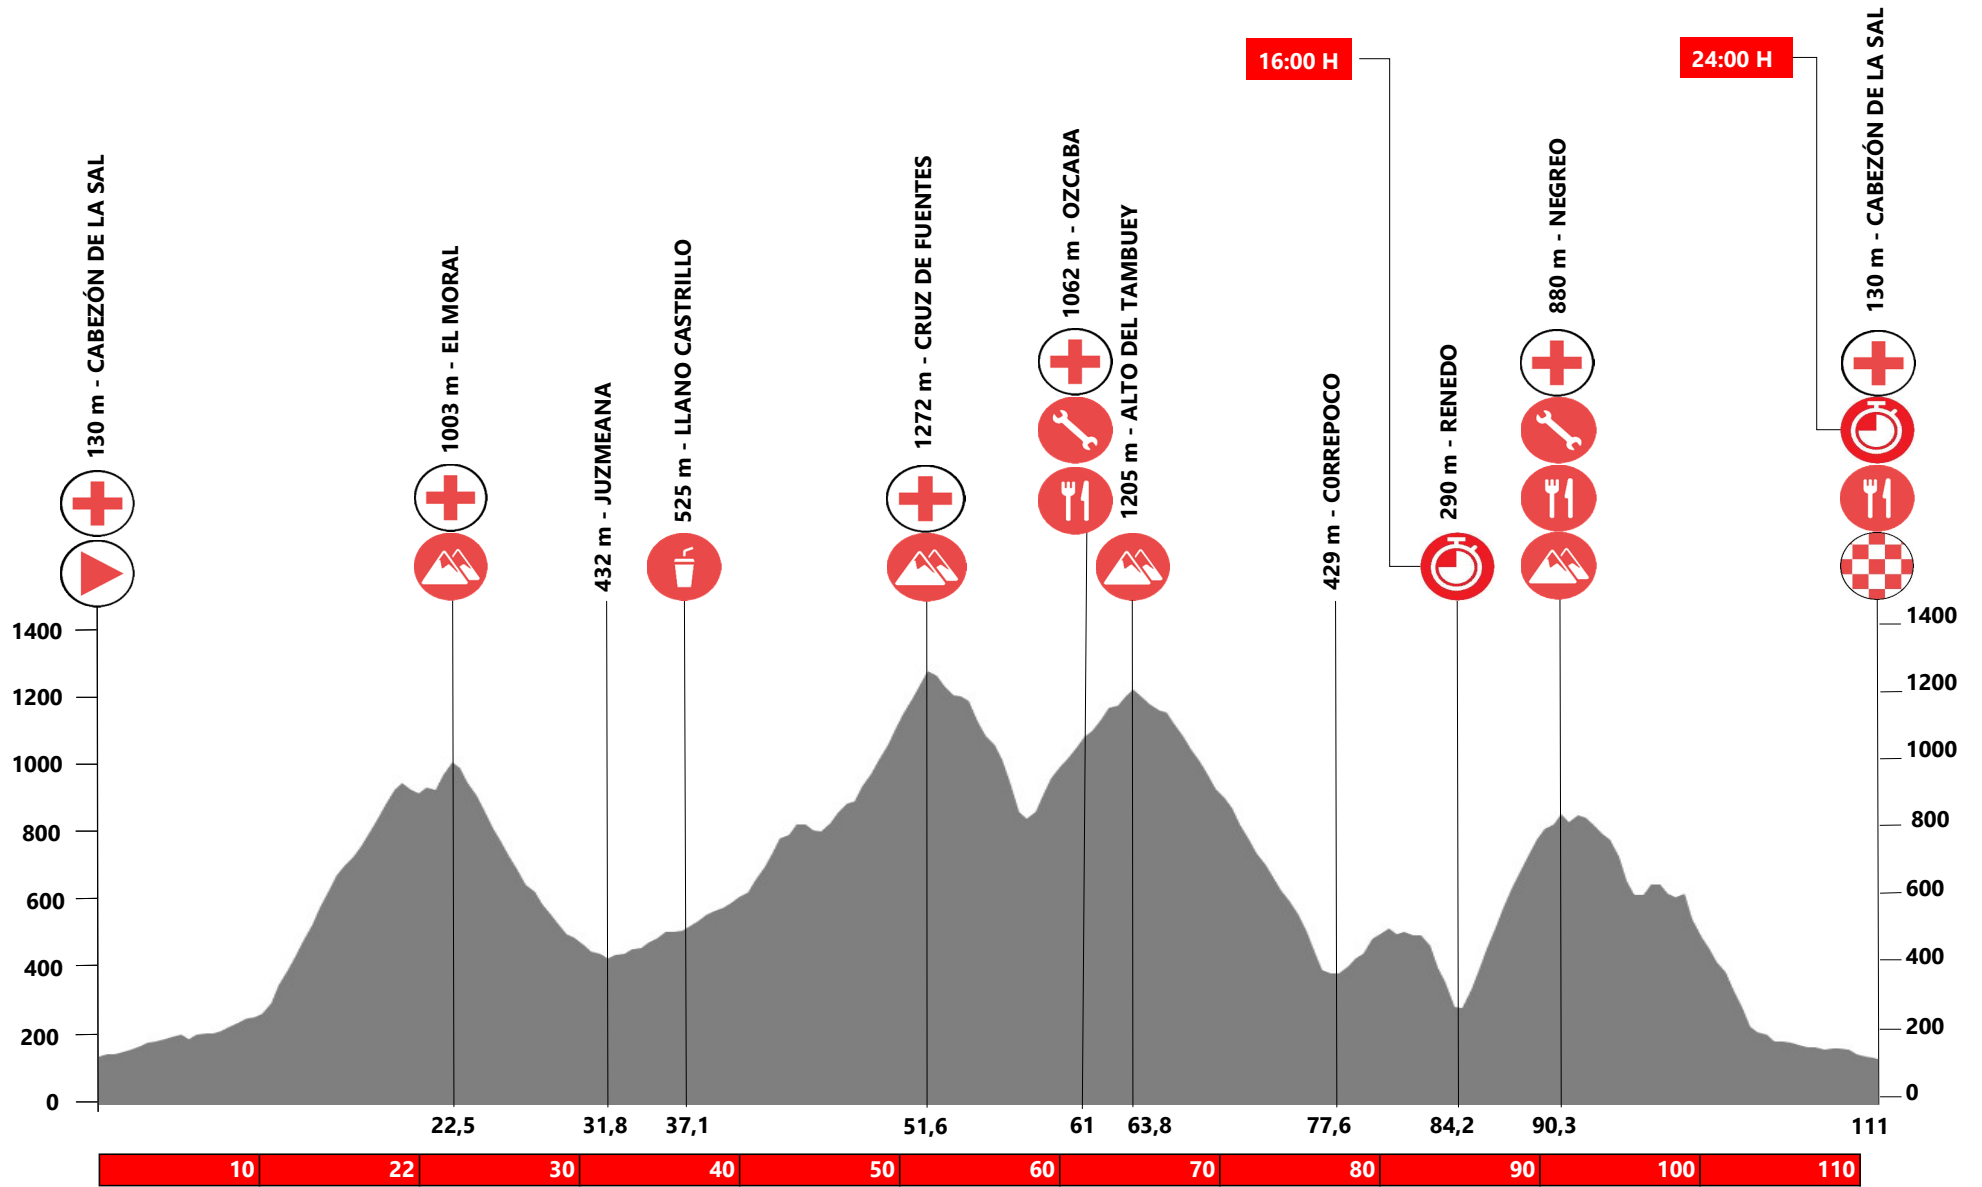 16:00 H
24:00 H
130 m - CABEZÓN DE LA SAL
1003 m - EL MORAL
432 m - JUZMEANA
525 m - LLANO CASTRILLO
1272 m - CRUZ DE FUENTES
1062 m - OZCABA
1205 m - ALTO DEL TAMBUEY
429 m - C0RREPOCO
290 m - RENEDO
880 m - NEGREO
130 m - CABEZÓN DE LA SAL
1400
1200
1000
800
600
400
200
0
1400
1200
1000
800
600
400
200
0
22,5 31,8 37,1 51,6 61 63,8 77,6 84,2 90,3 111
10 22 30 40 50 60 70 80 90 100 110